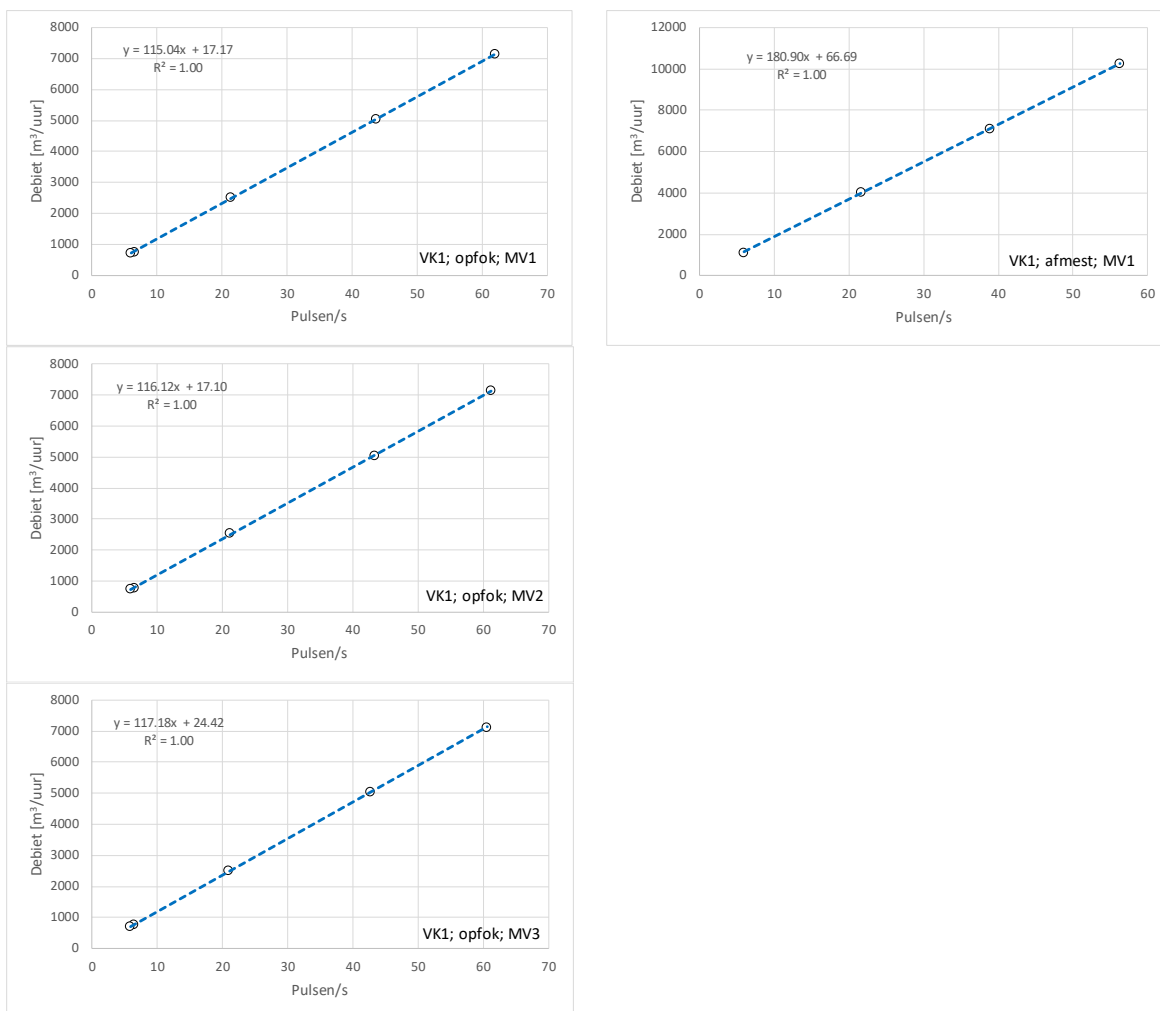 8000
7000
6000
5000
4000
3000
2000
1000
0
Debiet [m³/uur]
y = 115.04x + 17.17
R² = 1.00
VK1; opfok; MV1
0 10 20 30 40 50 60 70
Pulsen/s
12000
10000
8000
6000
4000
2000
0
Debiet [m³/uur]
y = 180.90x + 66.69
R² = 1.00
VK1; afmest; MV1
0 10 20 30 40 50 60
Pulsen/s
8000
7000
6000
5000
4000
3000
2000
1000
0
Debiet [m³/uur]
y = 116.12x + 17.10
R² = 1.00
VK1; opfok; MV2
0 10 20 30 40 50 60 70
Pulsen/s
8000
7000
6000
5000
4000
3000
2000
1000
0
Debiet [m³/uur]
y = 117.18x + 24.42
R² = 1.00
VK1; opfok; MV3
0 10 20 30 40 50 60 70
Pulsen/s